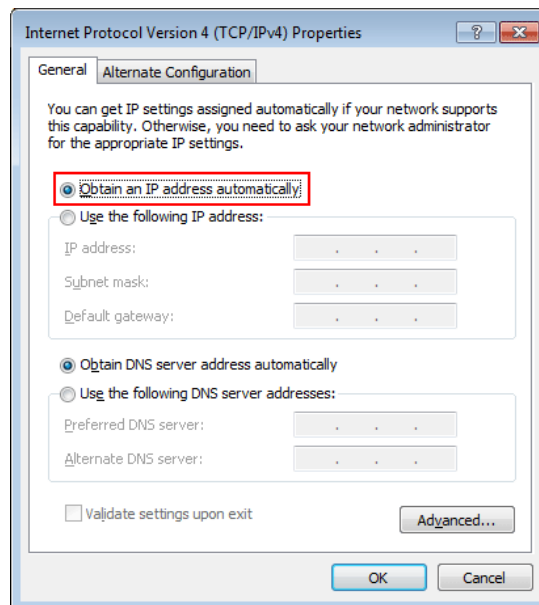 Internet Protocol Version 4 (TCP/IPv4) Properties
General
Alternate Configuration
You can get IP settings assigned automatically if your network supports
this capability. Otherwise, you need to ask your network administrator
for the appropriate IP settings.
Obtain an IP address automatically
Use the following IP address:
IP address:
Subnet mask:
Default gateway:
Obtain DNS server address automatically
Use the following DNS server addresses:
Preferred DNS server:
Alternate DNS server:
Validate settings upon exit
Advanced...
OK
Cancel